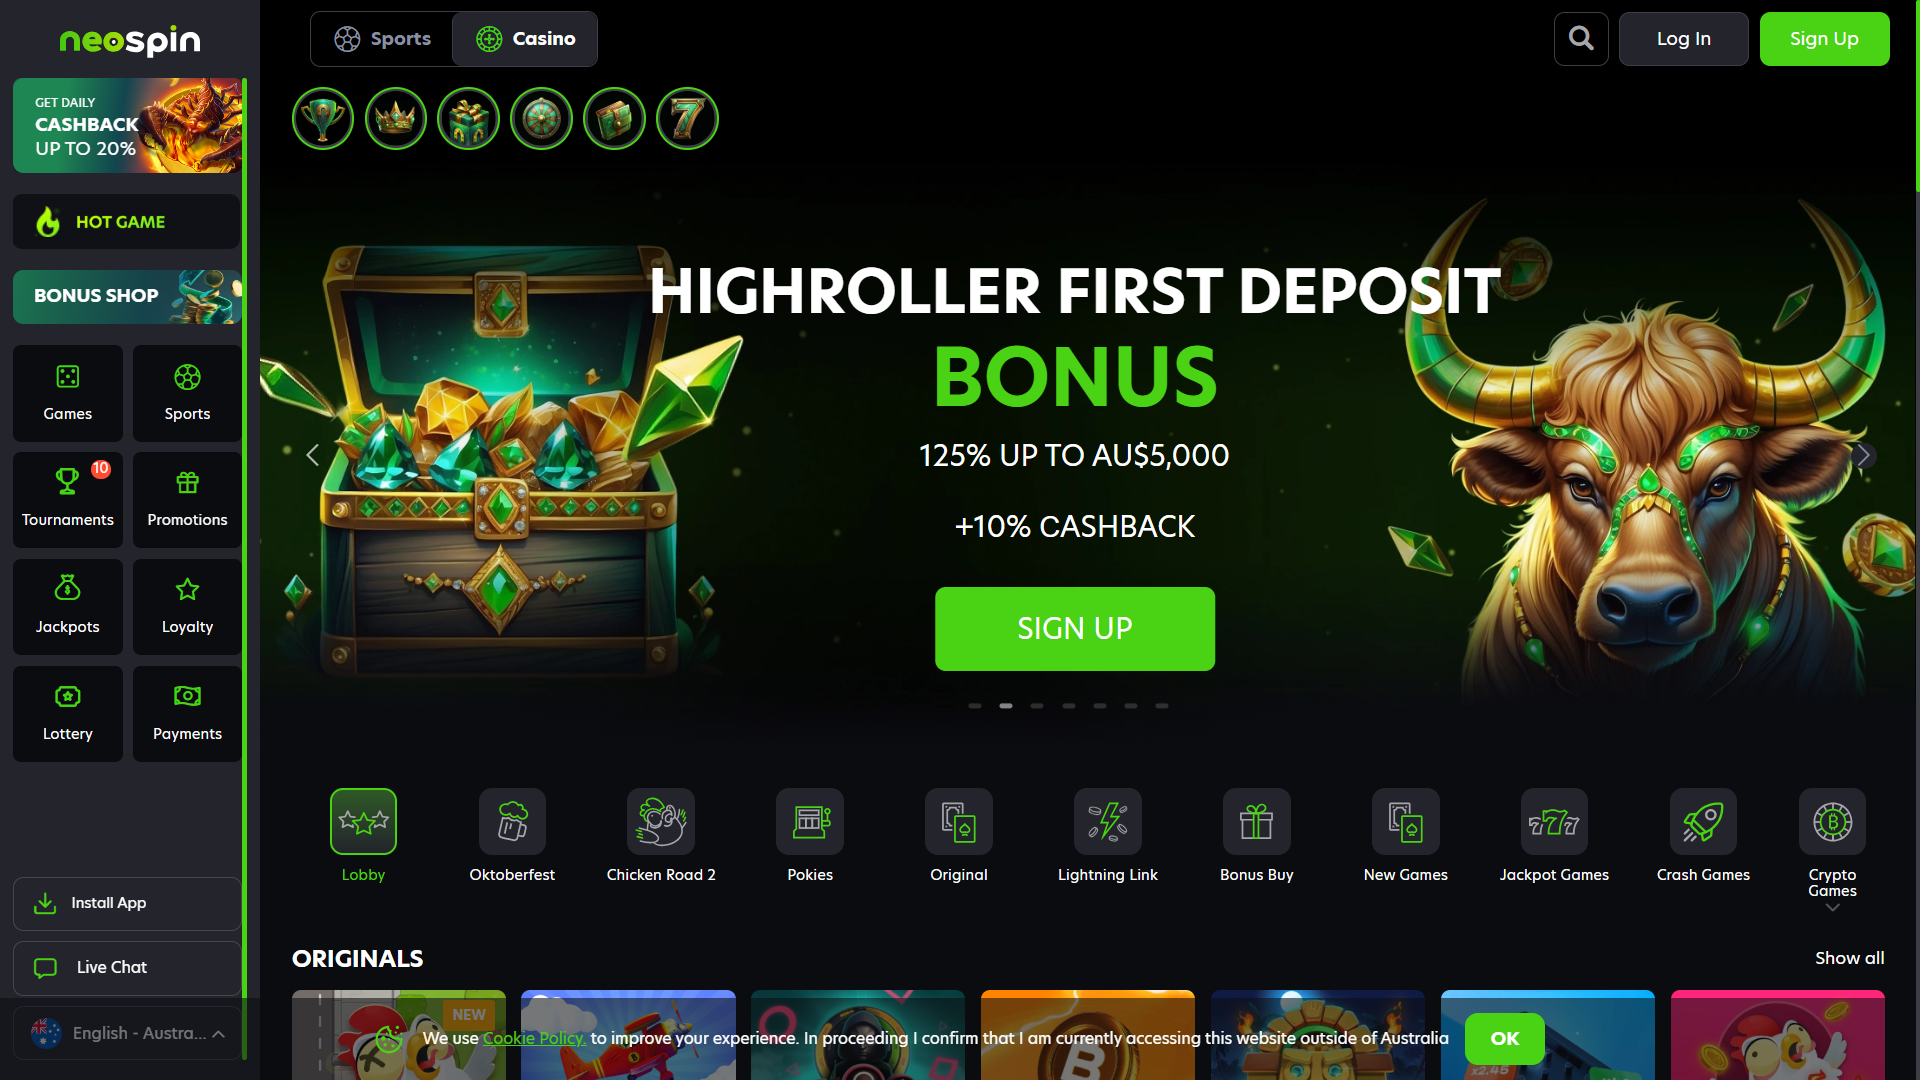 neospin
Sports
Casino
Log In
Sign Up
GET DAILY
CASHBACK
UP TO 20%
HOT GAME
BONUS SHOP
Games
Sports
10
Tournaments
Promotions
Jackpots
Loyalty
Lottery
Payments
Install App
Live Chat
English - Austra...
7
HIGHROLLER FIRST DEPOSIT
BONUS
125% UP TO AU$5,000
+10% CASHBACK
SIGN UP
Lobby
Oktoberfest
Chicken Road 2
Pokies
Original
Lightning Link
Bonus Buy
New Games
777
Jackpot Games
Crash Games
Crypto
Games
ORIGINALS
Show all
NEW
We use Cookie Policy. to improve your experience. In proceeding I confirm that I am currently accessing this website outside of Australia
OK
x2.45